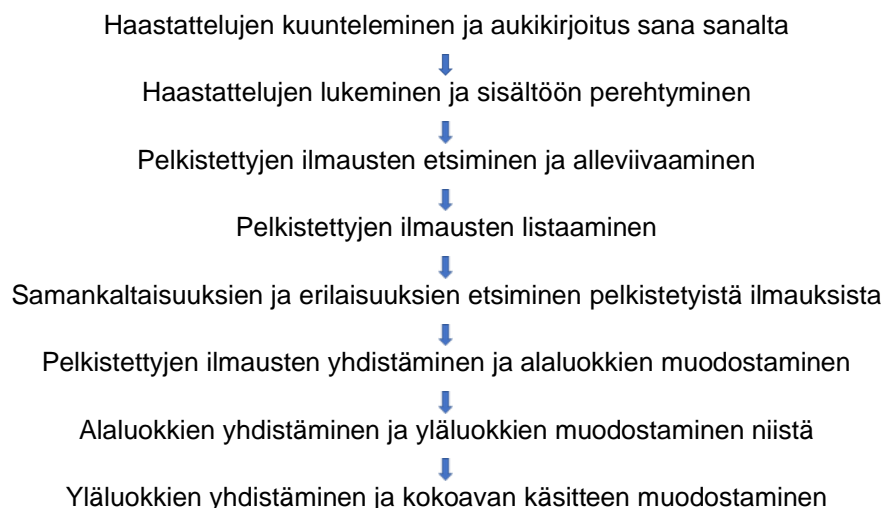 Haastattelujen kuunteleminen ja aukikirjoitus sana sanalta
Haastattelujen lukeminen ja sisältöön perehtyminen
Pelkistettyjen ilmausten etsiminen ja alleviivaaminen
Pelkistettyjen ilmausten listaaminen
Samankaltaisuuksien ja erilaisuuksien etsiminen pelkistetyistä ilmauksista
Pelkistettyjen ilmausten yhdistäminen ja alaluokkien muodostaminen
Alaluokkien yhdistäminen ja yläluokkien muodostaminen niistä
Yläluokkien yhdistäminen ja kokoavan käsitteen muodostaminen